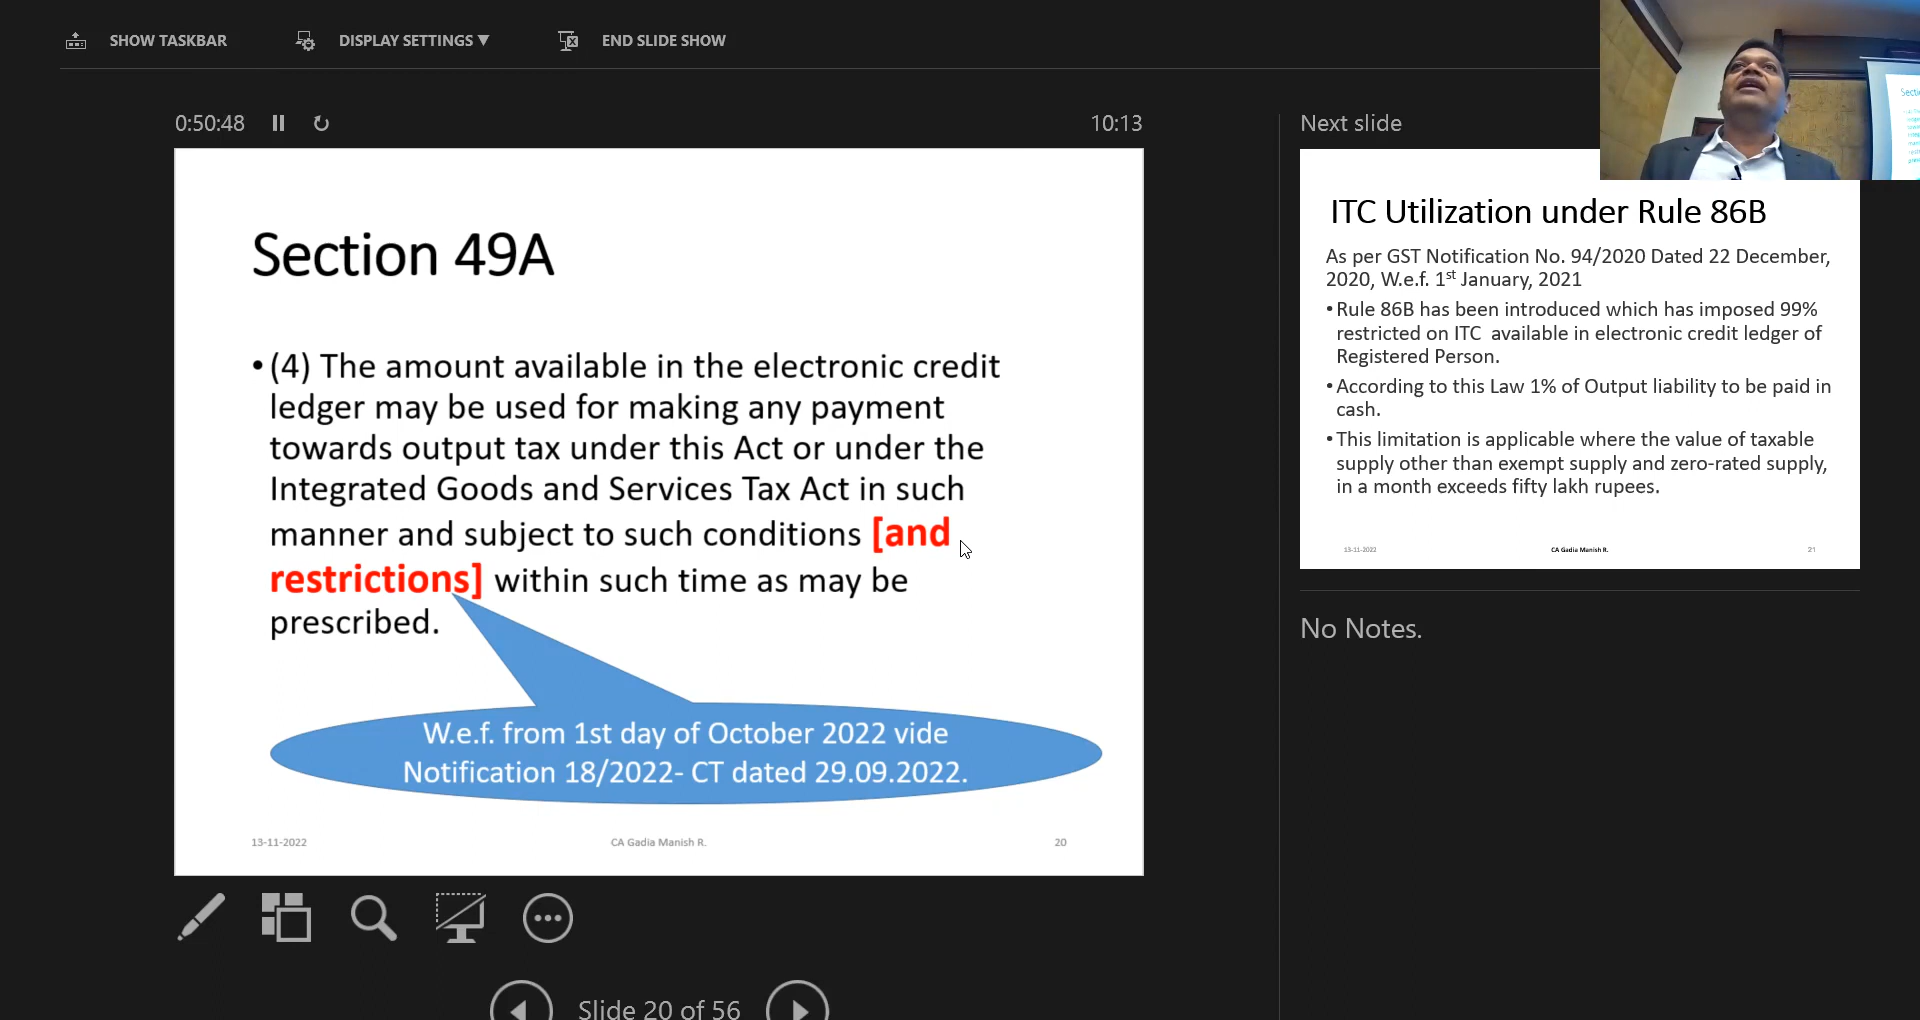 SHOW TASKBAR
DISPLAY SETTINGS ▼
END SLIDE SHOW
0:50:48
10:13
Section 49A
•(4) The amount available in the electronic credit
ledger may be used for making any payment
towards output tax under this Act or under the
Integrated Goods and Services Tax Act in such
manner and subject to such conditions [and
restrictions] within such time as may be
prescribed.
W.e.f. from 1st day of October 2022 vide
Notification 18/2022- CT dated 29.09.2022.
13-11-2022
CA Gadia Manish R.
20
Slide 20 of 56
Next slide
ITC Utilization under Rule 86B
As per GST Notification No. 94/2020 Dated 22 December,
2020, W.e.f. 1st January, 2021
•Rule 86B has been introduced which has imposed 99%
restricted on ITC available in electronic credit ledger of
Registered Person.
•According to this Law 1% of Output liability to be paid in
cash.
•This limitation is applicable where the value of taxable
supply other than exempt supply and zero-rated supply,
in a month exceeds fifty lakh rupees.
13-11-2022
CA Gadia Manish R.
21
No Notes.